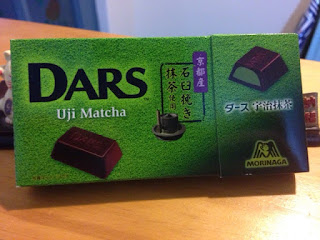 DARS
Uji Matcha
京都産
石臼挽き
抹茶使用
ダース 宇治抹茶
MORINAGA